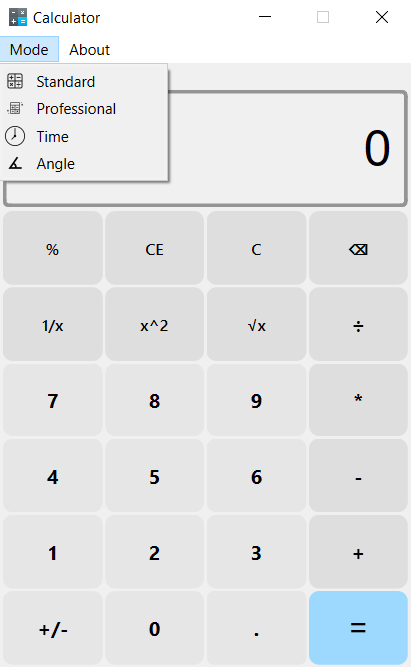 Calculator
Mode About
Standard
Professional
Time
Angle
0
% CE C ⌫
1/x x^2 √x ÷
7 8 9 *
4 5 6 -
1 2 3 +
+/- 0 . =